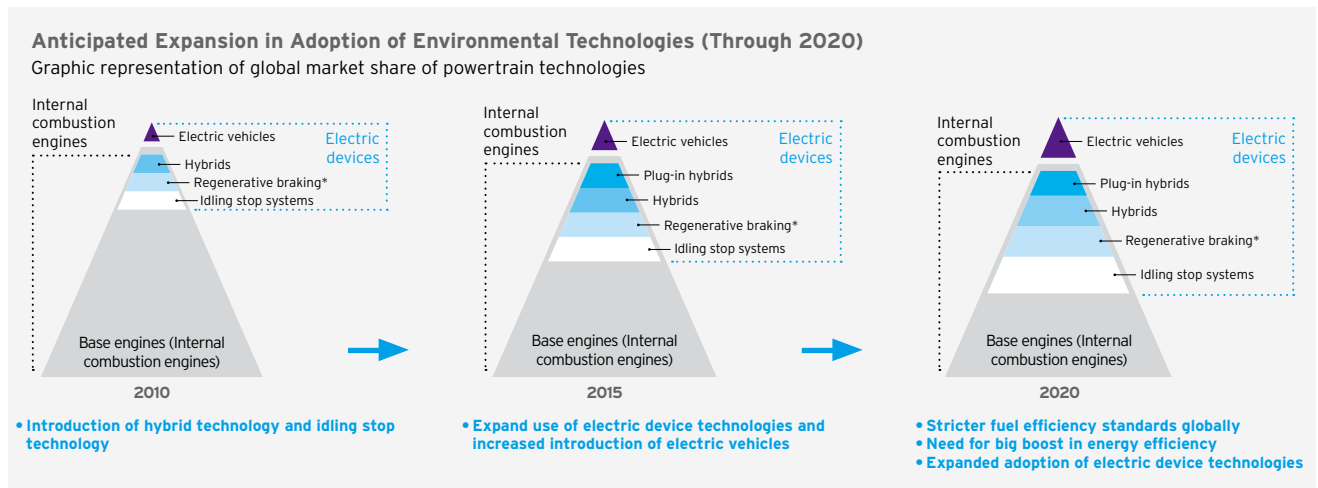 Anticipated Expansion in Adoption of Environmental Technologies (Through 2020)
Graphic representation of global market share of powertrain technologies
Internal
combustion
engines
Electric vehicles
Electric
devices
Hybrids
Regenerative braking*
Idling stop systems
Base engines (Internal
combustion engines)
2010
• Introduction of hybrid technology and idling stop
technology
Internal
combustion
engines
Electric vehicles
Electric
devices
Plug-in hybrids
Hybrids
Regenerative braking*
Idling stop systems
Base engines (Internal
combustion engines)
2015
• Expand use of electric device technologies and
increased introduction of electric vehicles
Internal
combustion
engines
Electric vehicles
Electric
devices
Plug-in hybrids
Hybrids
Regenerative braking*
Idling stop systems
Base engines (Internal
combustion engines)
2020
• Stricter fuel efficiency standards globally
• Need for big boost in energy efficiency
• Expanded adoption of electric device technologies